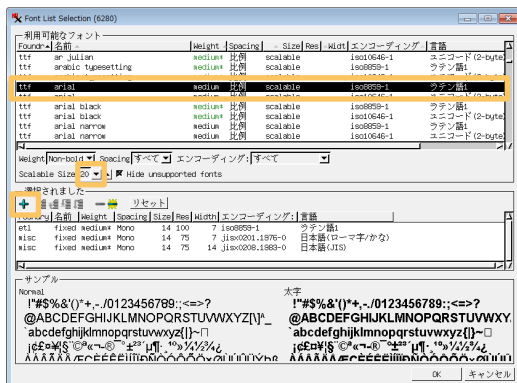 Font List Selection (6280)
利用可能なフォント
Foundry 名前 Weight Spacing Size Res Widt エンコーディング 言語
ttf ar julian medium* 比例 scalable iso10646-1 ユニコード(2-byte)
ttf arabic typesetting medium* 比例 scalable iso8859-1 ラテン語1
ttf arial medium 比例 scalable iso8859-1 ラテン語1
ttf arial black medium* 比例 scalable iso8859-1 ラテン語1
ttf arial black medium* 比例 scalable iso10646-1 ユニコード(2-byte)
ttf arial narrow medium 比例 scalable iso8859-1 ラテン語1
ttf arial narrow medium 比例 scalable iso10646-1 ユニコード(2-byte)
Weight Non-bold Spacing すべて エンコーディング: すべて
Scalable Size 20 Hide unsupported fonts
選択されました
リセット
Foundry 名前 Weight Spacing Size Res Width エンコーディング: 言語
etl fixed medium* Mono 14 100 7 iso8859-1 ラテン語1
misc fixed medium* Mono 14 75 7 jisx0201.1976-0 日本語(ローマ字/かな)
misc fixed medium* Mono 14 75 14 jisx0208.1983-0 日本語(JIS)
サンプル
Normal 太字
!"#$%&'()*+,-./0123456789:;<=>? !"#$%&'()*+,-./0123456789:;<=>?
@ABCDEFGHIJKLMNOPQRSTUVWXYZ[\]^_ @ABCDEFGHIJKLMNOPQRSTUVWXY
`abcdefghijklmnopqrstuvwxyz{|}~□ `abcdefghijklmnopqrstuvwxyz{|}~□
OK キャンセル